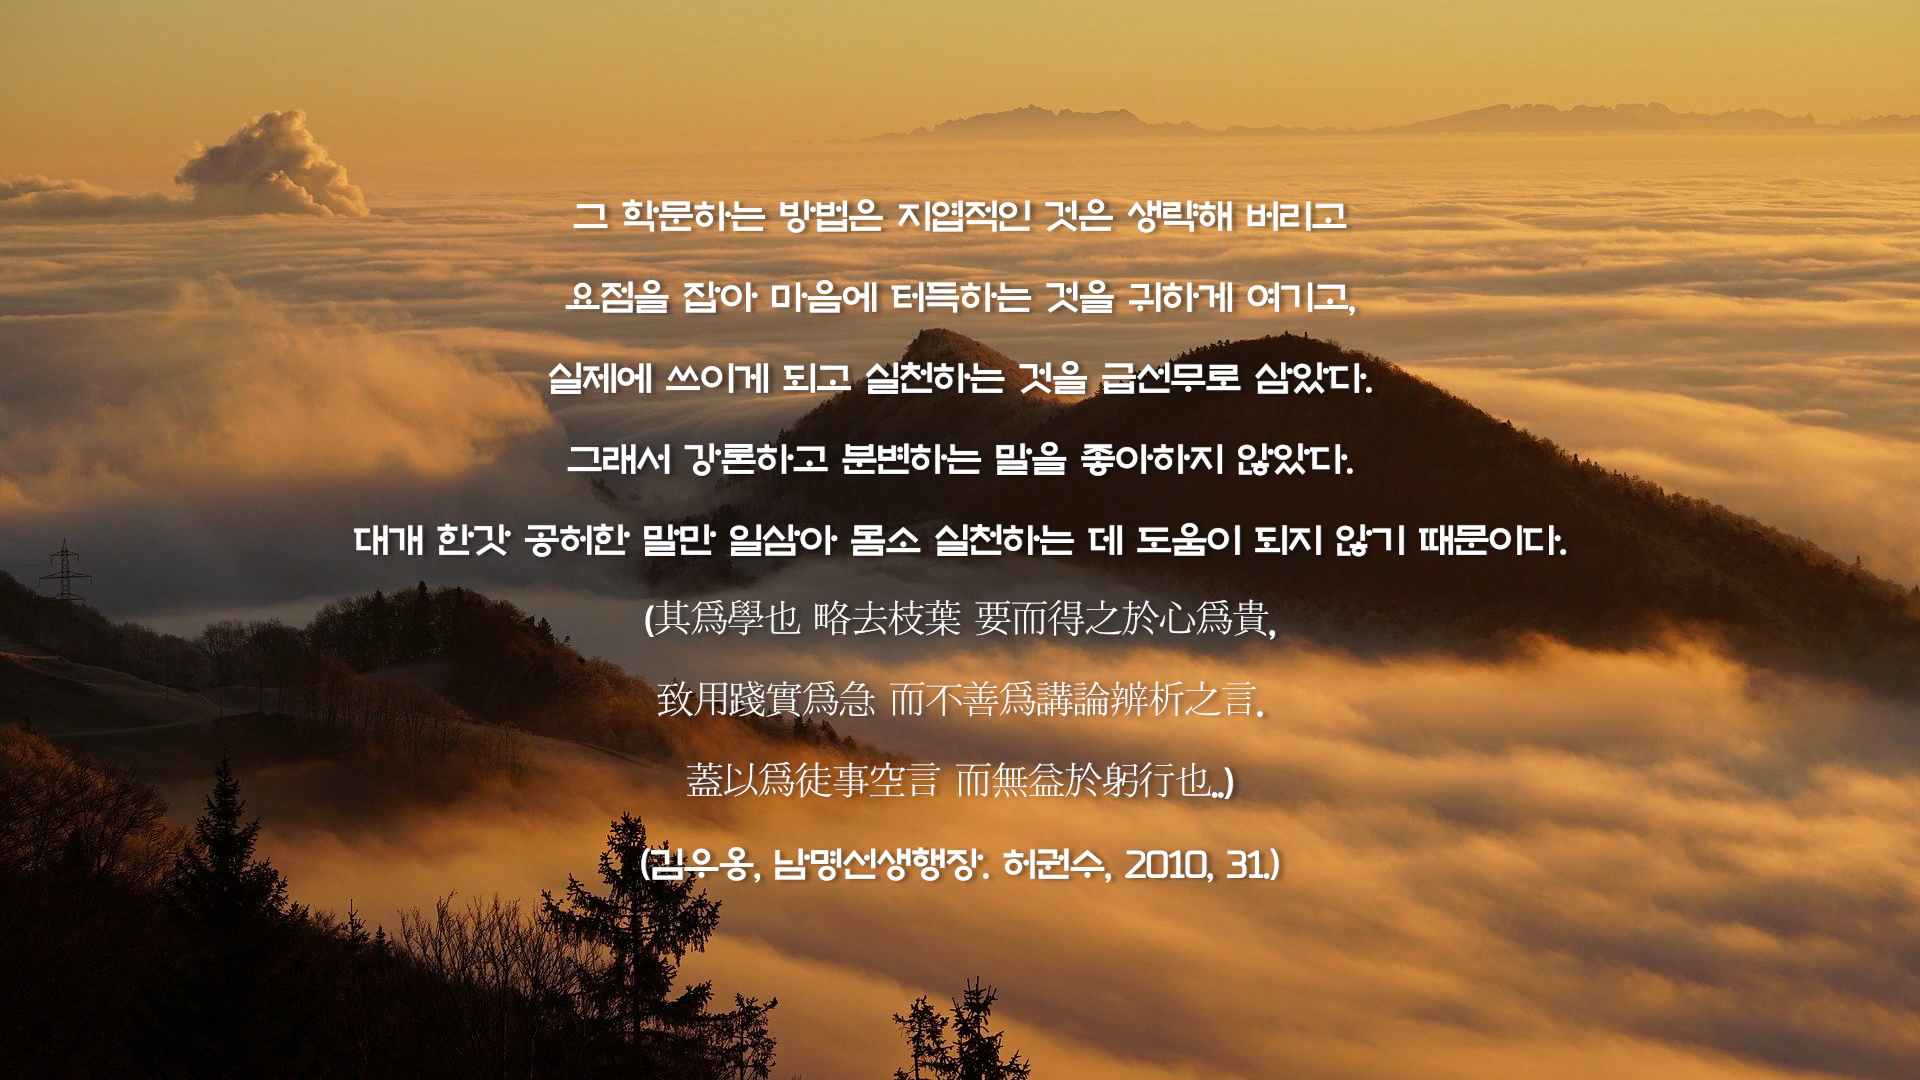 그 학문하는 방법은 지엽적인 것은 생략해 버리고
요점을 잡아 마음에 터득하는 것을 귀하게 여기고,
실제에 쓰이게 되고 실천하는 것을 급선무로 삼았다.
그래서 강론하고 분변하는 말을 좋아하지 않았다.
대개 한갓 공허한 말만 일삼아 몸소 실천하는 데 도움이 되지 않기 때문이다.
(其爲學也 略去枝葉 要而得之於心爲貴,
致用踐實爲急 而不善爲講論辨析之言.
蓋以爲徒事空言 而無益於躬行也..)
(김우옹, 남명선생행장. 허권수, 2010, 31.)